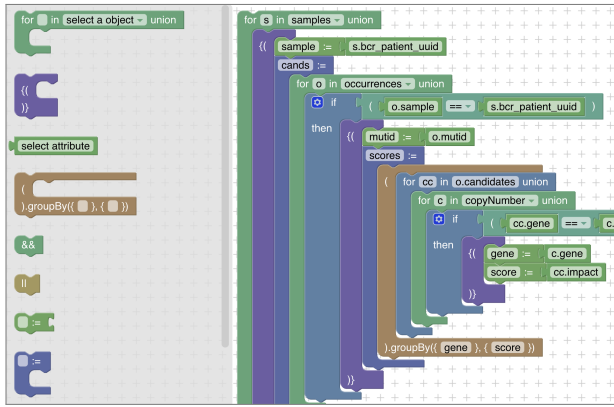 for in select a object union
{(
)}
select attribute
(
).groupBy({ }, { })
&&
||
:=
:=
for s in samples union
{( sample := s.bcr_patient_uuid
cands :=
for o in occurrences union
if ( o.sample == s.bcr_patient_uuid )
then {( mutid := o.mutid
scores :=
( for cc in o.candidates union
for c in copyNumber union
if ( cc.gene == c.
then {( gene := c.gene
score := cc.impact
)}
).groupBy({ gene }, { score })
)}